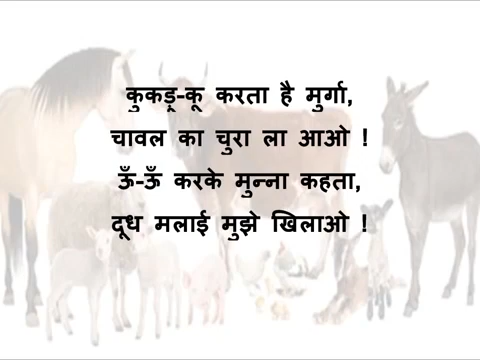 कुकड़ू-कू करता है मुर्गा,
चावल का चुरा ला आओ !
ऊँ-ऊँ करके मुन्ना कहता,
दूध मलाई मुझे खिलाओ !